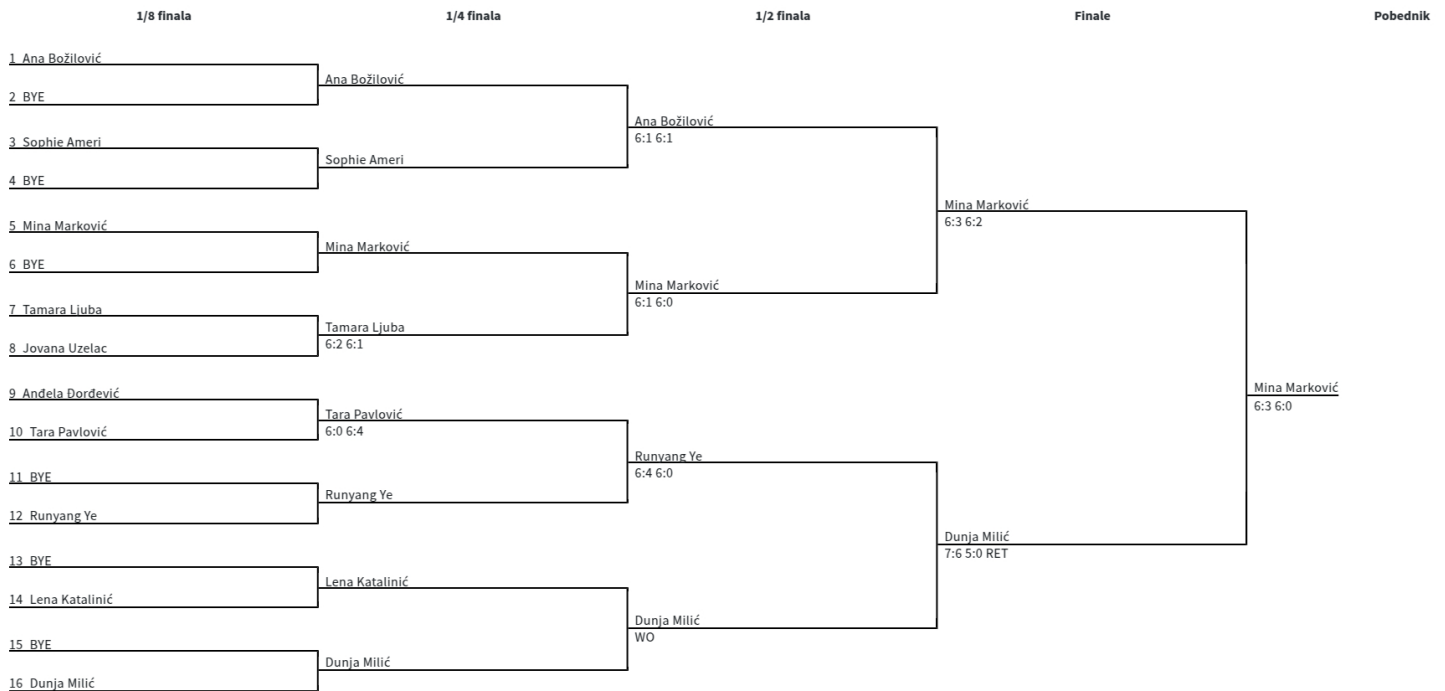 1/8 finala 1/4 finala 1/2 finala Finale Pobednik
1 Ana Božilović
Ana Božilović
2 BYE
Ana Božilović
6:1 6:1
3 Sophie Ameri
Sophie Ameri
4 BYE
Mina Marković
6:3 6:2
5 Mina Marković
Mina Marković
6 BYE
Mina Marković
6:1 6:0
7 Tamara Ljuba
Tamara Ljuba
6:2 6:1
8 Jovana Uzelac
Mina Marković
6:3 6:0
9 Anđela Đorđević
Tara Pavlović
6:0 6:4
10 Tara Pavlović
Runyang Ye
6:4 6:0
11 BYE
Runyang Ye
12 Runyang Ye
Dunja Milić
7:6 5:0 RET
13 BYE
Lena Katalinić
14 Lena Katalinić
Dunja Milić
WO
15 BYE
Dunja Milić
16 Dunja Milić